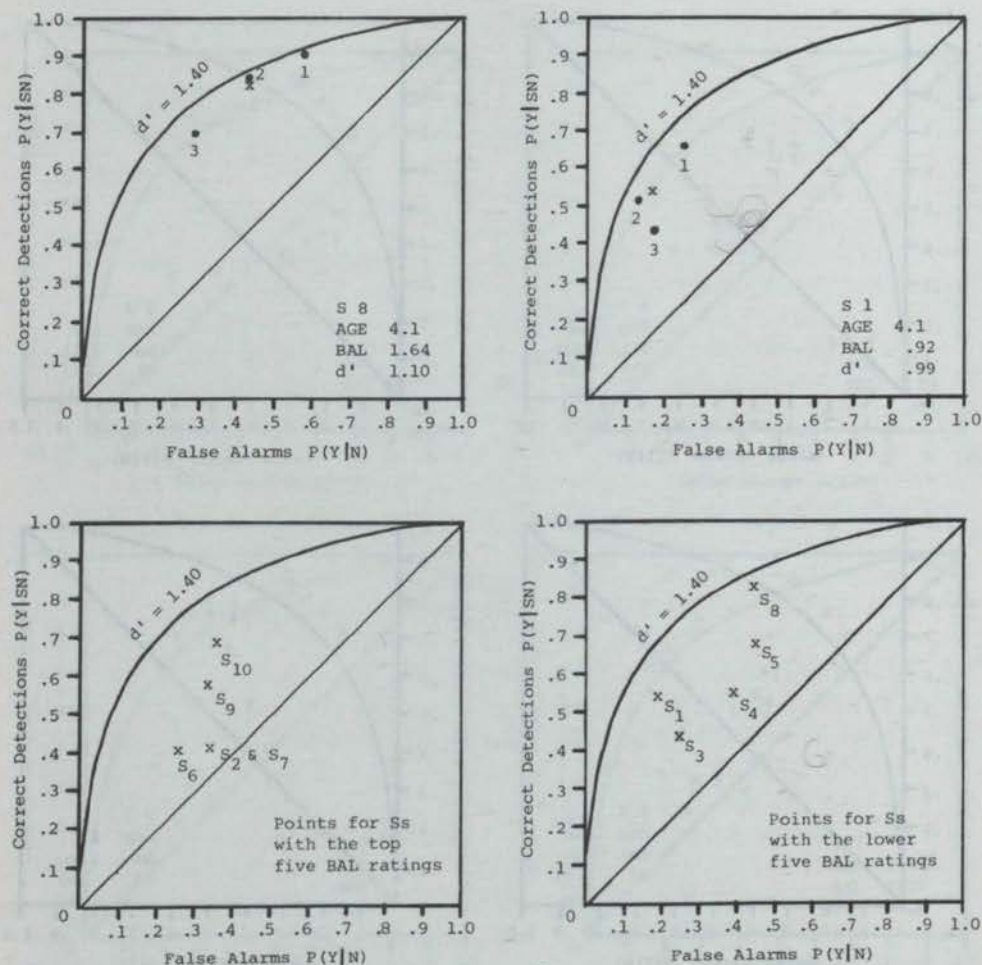 Correct Detections P(Y|SN)
1.0
.9
.8
.7
.6
.5
.4
.3
.2
.1
0
d' = 1.40
1
2
x
3
S 8
AGE 4.1
BAL 1.64
d' 1.10
.1 .2 .3 .4 .5 .6 .7 .8 .9 1.0
False Alarms P(Y|N)
Correct Detections P(Y|SN)
1.0
.9
.8
.7
.6
.5
.4
.3
.2
.1
0
d' = 1.40
1
x
2
3
S 1
AGE 4.1
BAL .92
d' .99
.1 .2 .3 .4 .5 .6 .7 .8 .9 1.0
False Alarms P(Y|N)
Correct Detections P(Y|SN)
1.0
.9
.8
.7
.6
.5
.4
.3
.2
.1
0
d' = 1.40
x
S10
x
S9
x
S6
x
S2 & S7
Points for Ss
with the top
five BAL ratings
.1 .2 .3 .4 .5 .6 .7 .8 .9 1.0
False Alarms P(Y|N)
Correct Detections P(Y|SN)
1.0
.9
.8
.7
.6
.5
.4
.3
.2
.1
0
d' = 1.40
x
S8
x
S5
x
S1
x
S4
x
S3
Points for Ss
with the lower
five BAL ratings
.1 .2 .3 .4 .5 .6 .7 .8 .9 1.0
False Alarms P(Y|N)